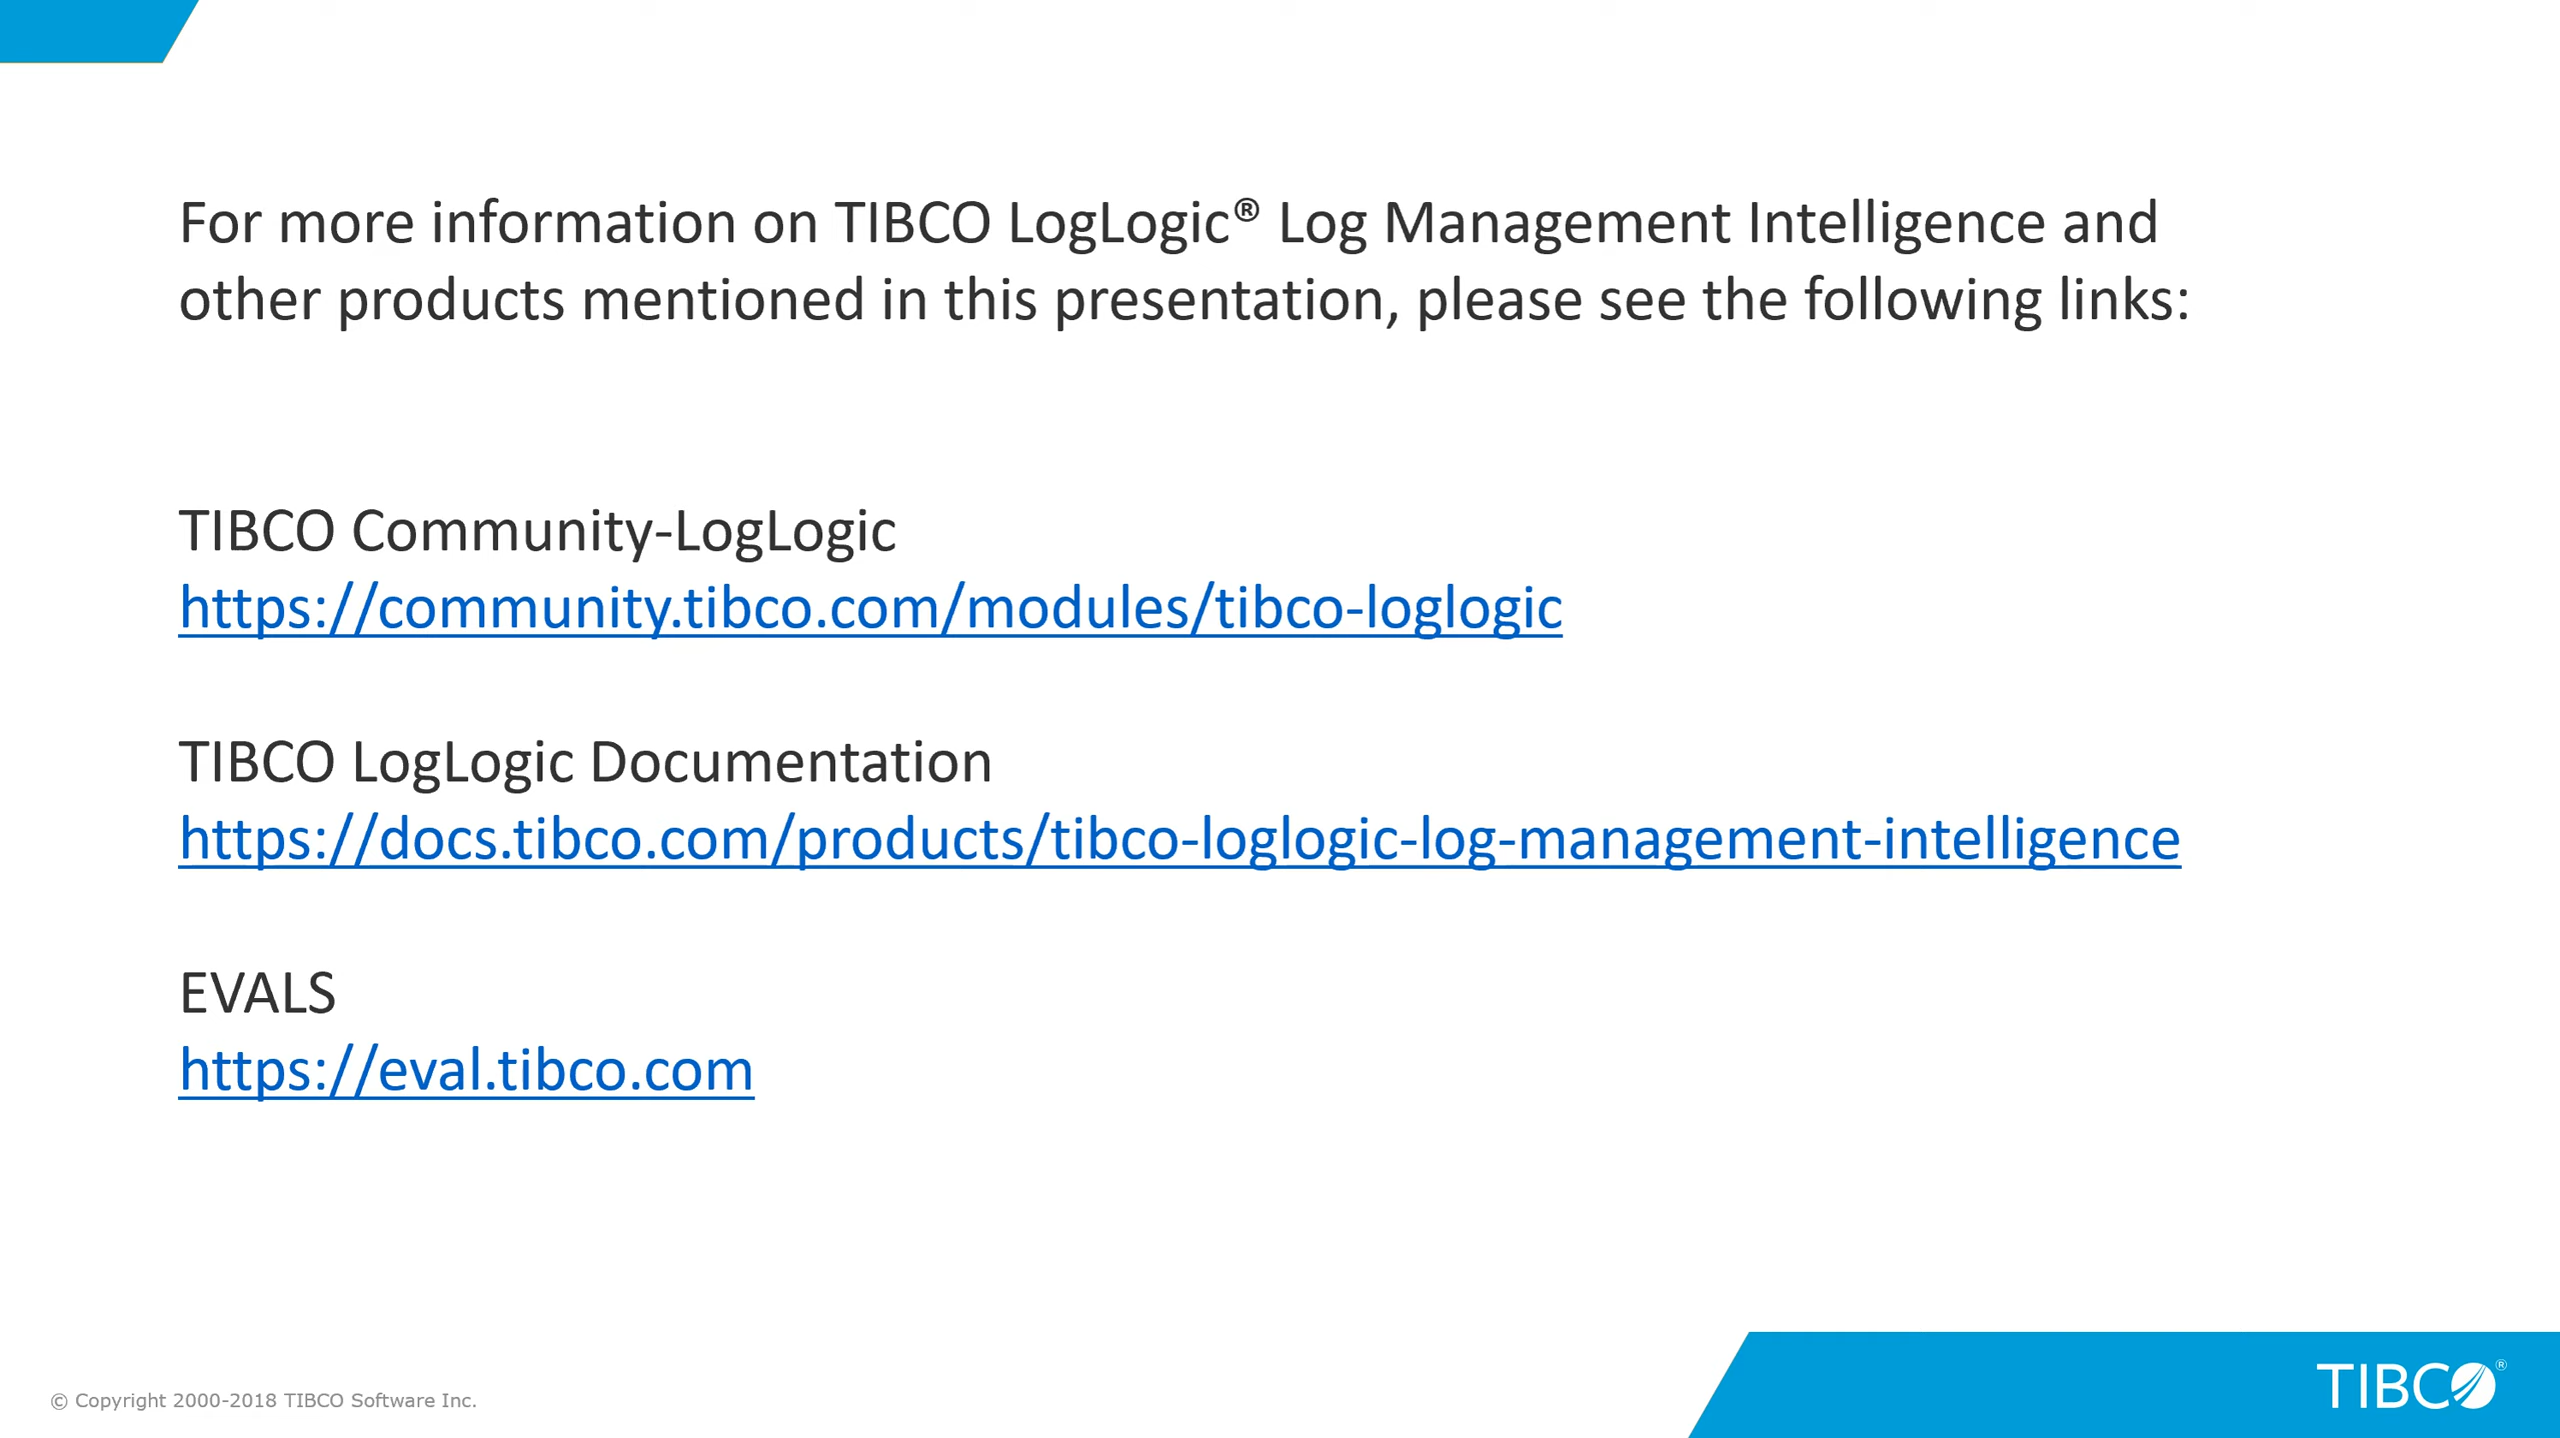 For more information on TIBCO LogLogic® Log Management Intelligence and
other products mentioned in this presentation, please see the following links:
TIBCO Community-LogLogic
https://community.tibco.com/modules/tibco-loglogic
TIBCO LogLogic Documentation
https://docs.tibco.com/products/tibco-loglogic-log-management-intelligence
EVALS
https://eval.tibco.com
© Copyright 2000-2018 TIBCO Software Inc.
TIBCO®